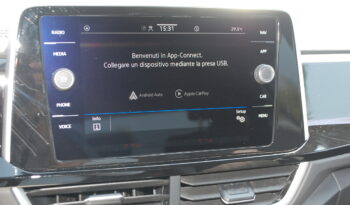 RADIO
15:31
29.5°
NAV
MEDIA
APP
Benvenuti in App-Connect.
Collegare un dispositivo mediante la presa USB.
PHONE
Android Auto
Apple CarPlay
CAR
VOICE
Info
Setup
MENU